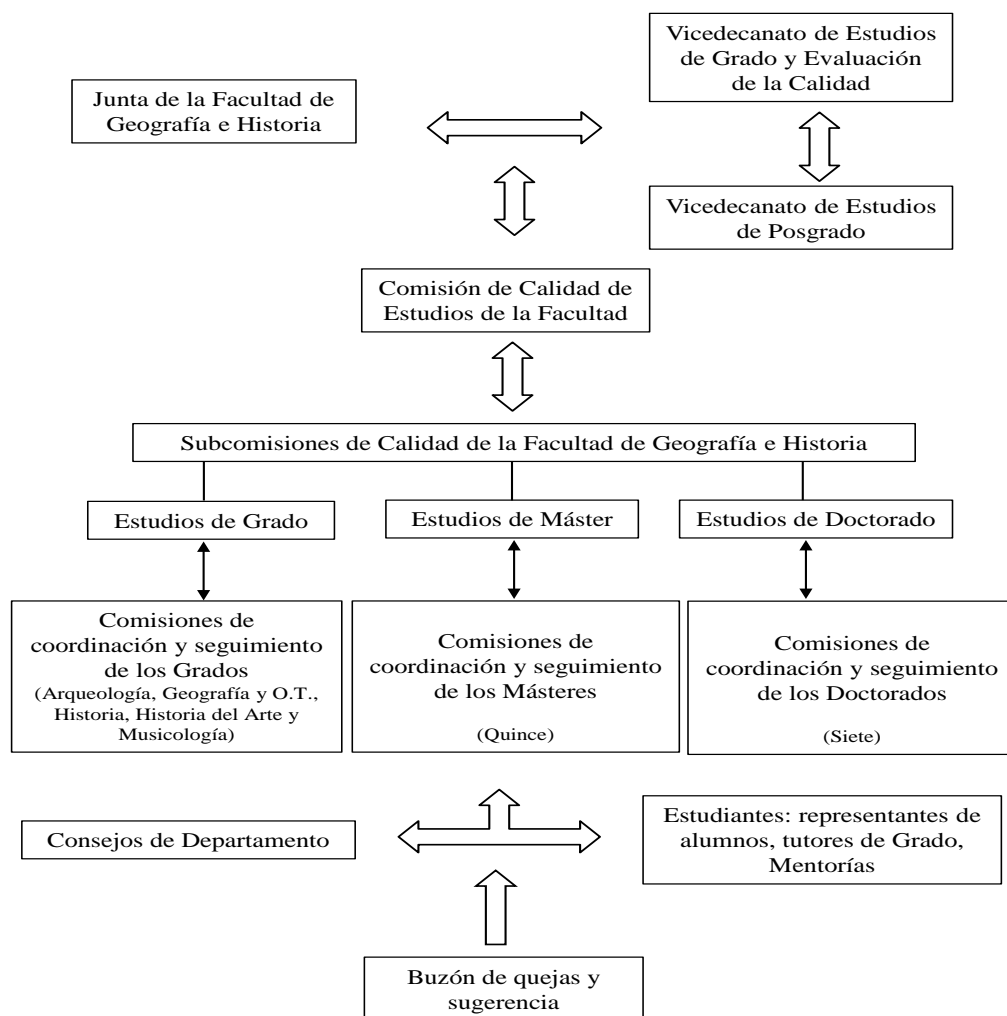 Vicedecanato de Estudios
de Grado y Evaluación
de la Calidad
Junta de la Facultad de
Geografía e Historia
Vicedecanato de Estudios
de Posgrado
Comisión de Calidad de
Estudios de la Facultad
Subcomisiones de Calidad de la Facultad de Geografía e Historia
Estudios de Grado
Estudios de Máster
Estudios de Doctorado
Comisiones de
coordinación y seguimiento
de los Grados
(Arqueología, Geografía y O.T.,
Historia, Historia del Arte y
Musicología)
Comisiones de
coordinación y seguimiento
de los Másteres
(Quince)
Comisiones de
coordinación y seguimiento
de los Doctorados
(Siete)
Consejos de Departamento
Estudiantes: representantes de
alumnos, tutores de Grado,
Mentorías
Buzón de quejas y
sugerencia